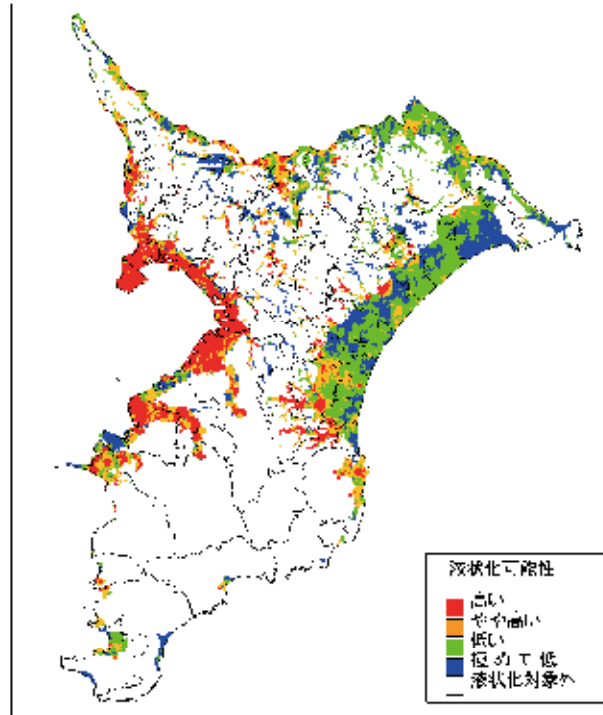 液状化可能性
高い
やや高い
低い
極めて低
液状化対象外